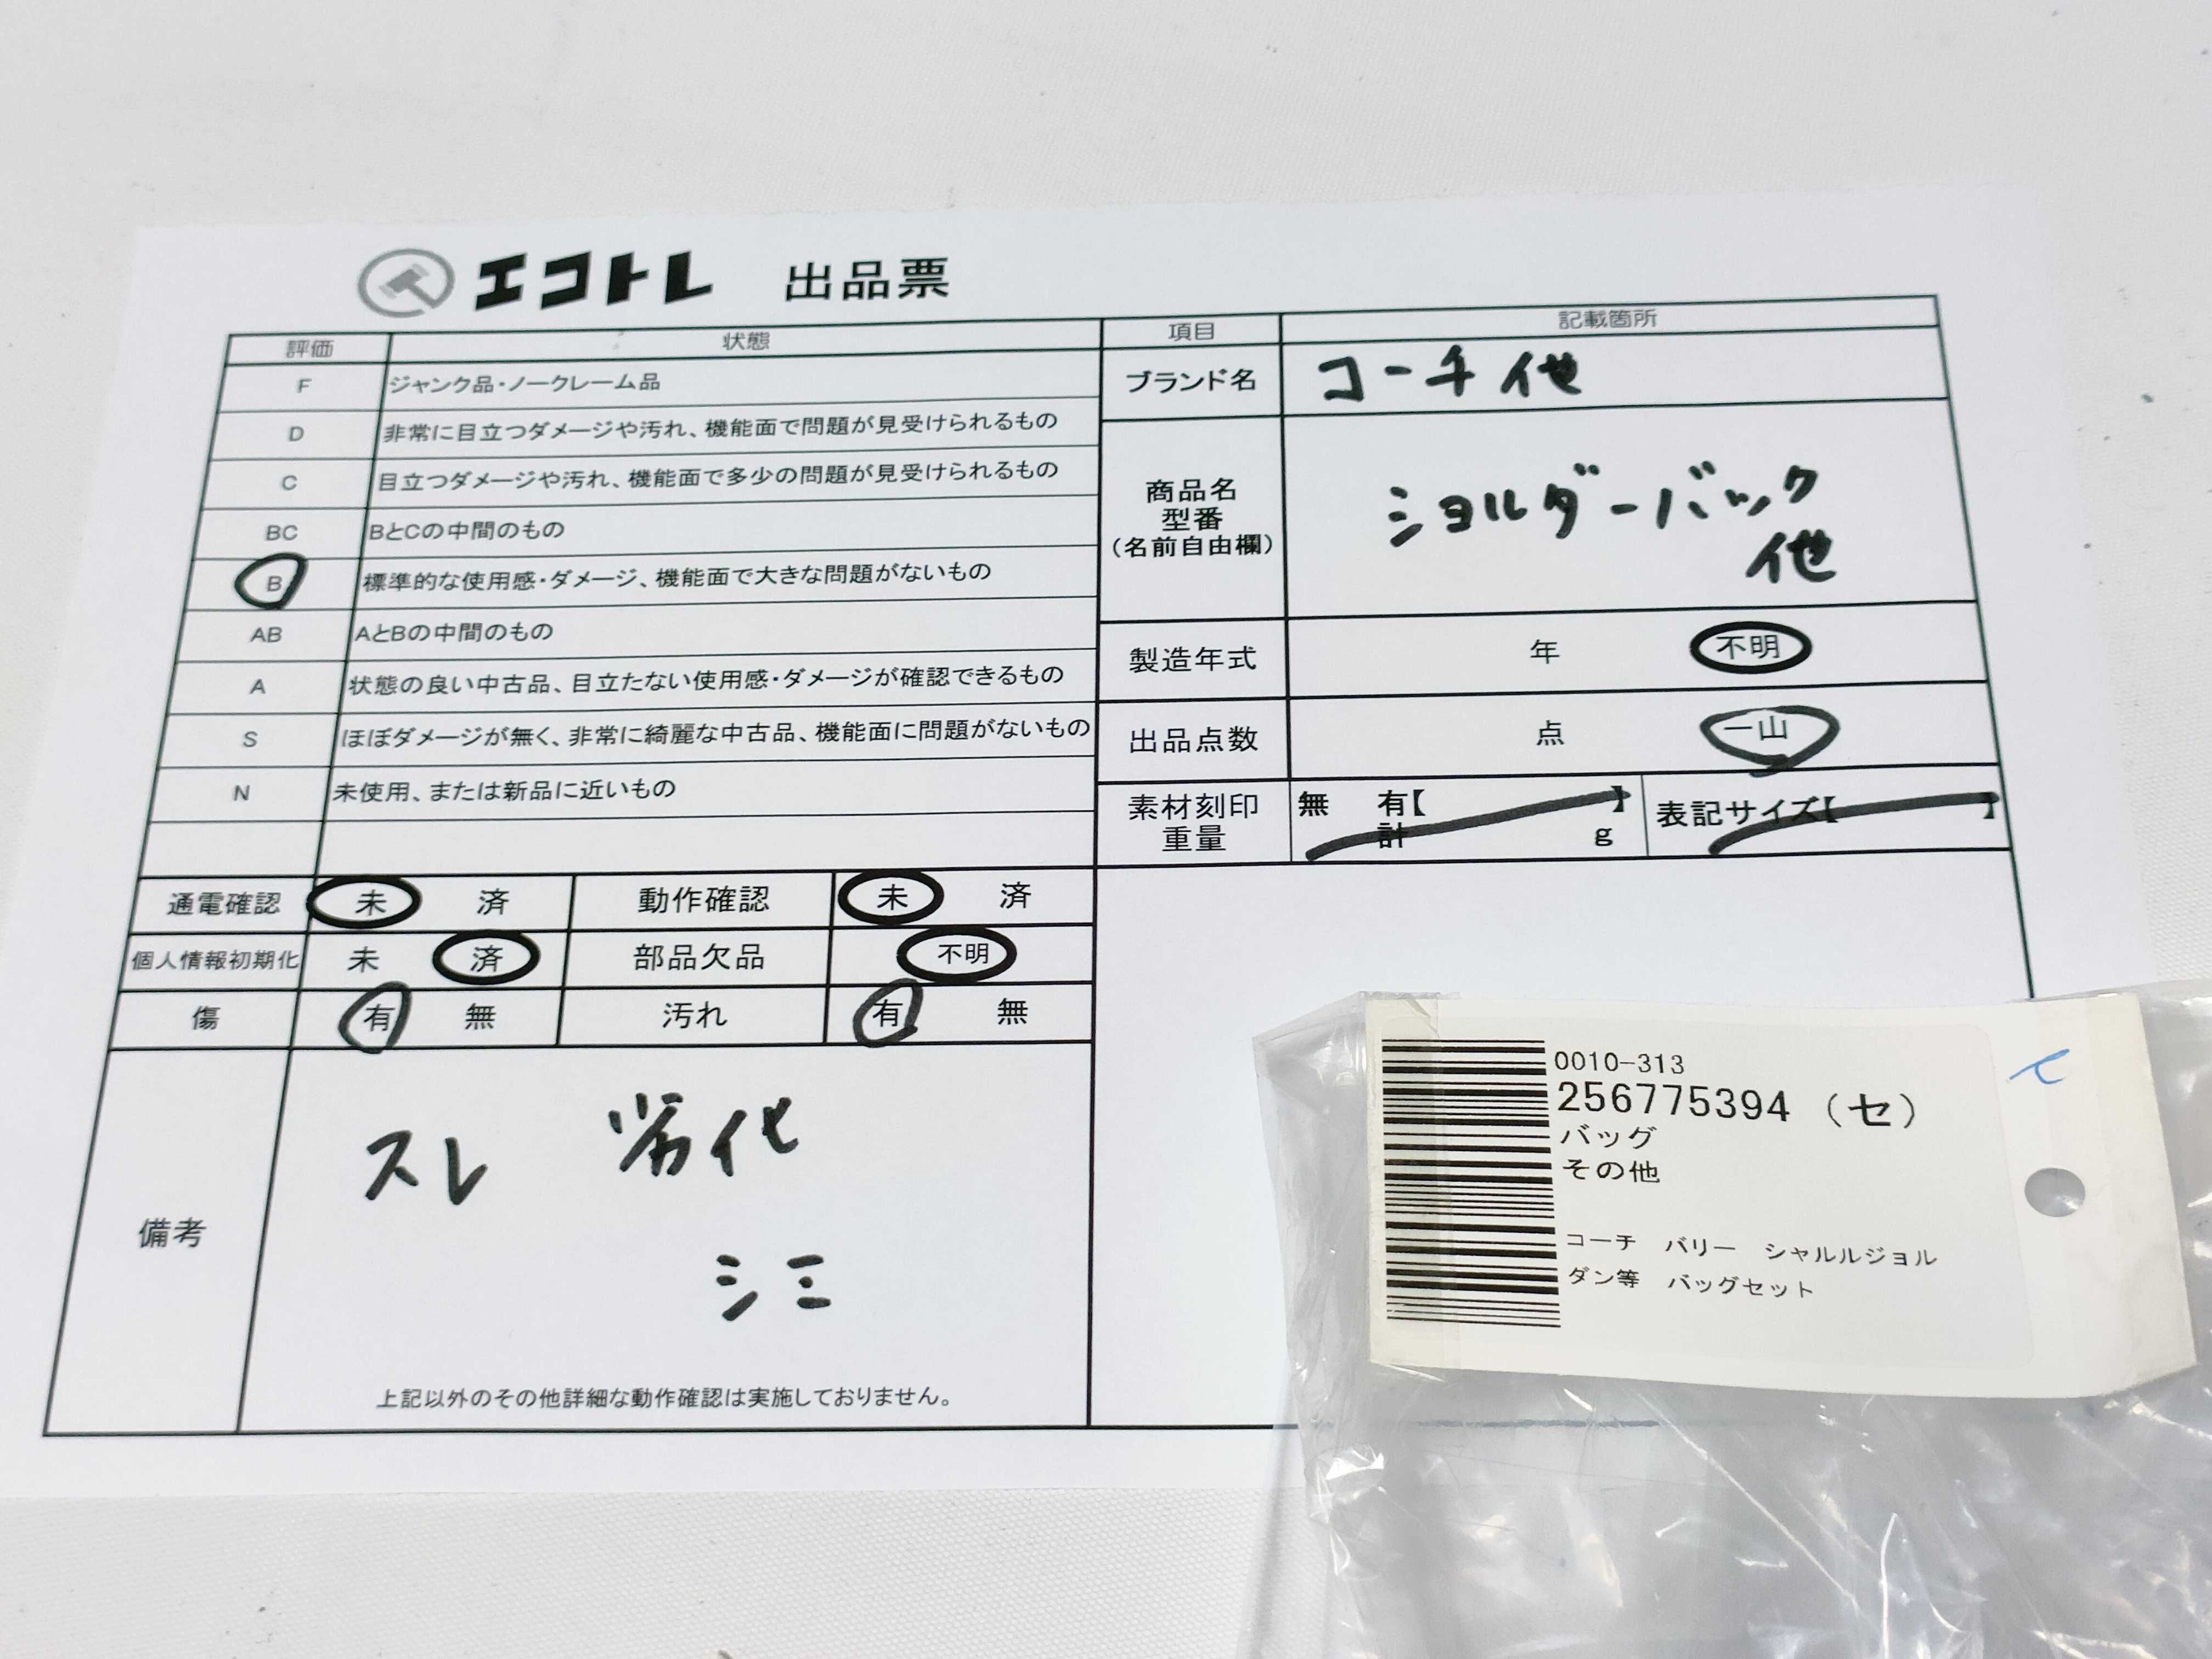 エコトレ 出品票
評価 状態
F ジャンク品・ノークレーム品
D 非常に目立つダメージや汚れ、機能面で問題が見受けられるもの
C 目立つダメージや汚れ、機能面で多少の問題が見受けられるもの
BC BとCの中間のもの
B 標準的な使用感・ダメージ、機能面で大きな問題がないもの
AB AとBの中間のもの
A 状態の良い中古品、目立たない使用感・ダメージが確認できるもの
S ほぼダメージが無く、非常に綺麗な中古品、機能面に問題がないもの
N 未使用、または新品に近いもの
項目 記載箇所
ブランド名 コーチ 他
商品名
型番
(名前自由欄)
ショルダーバック
他
製造年式 年 不明
出品点数 点 一山
素材刻印
重量
無 有【 】
計 g
表記サイズ【 】
通電確認 未 済 動作確認 未 済
個人情報初期化 未 済 部品欠品 不明
傷 有 無 汚れ 有 無
備考
スレ 劣化
シミ
上記以外のその他詳細な動作確認は実施しておりません。
0010-313
256775394 (セ)
バッグ
その他
コーチ バリー シャルルジョル
ダン等 バッグセット